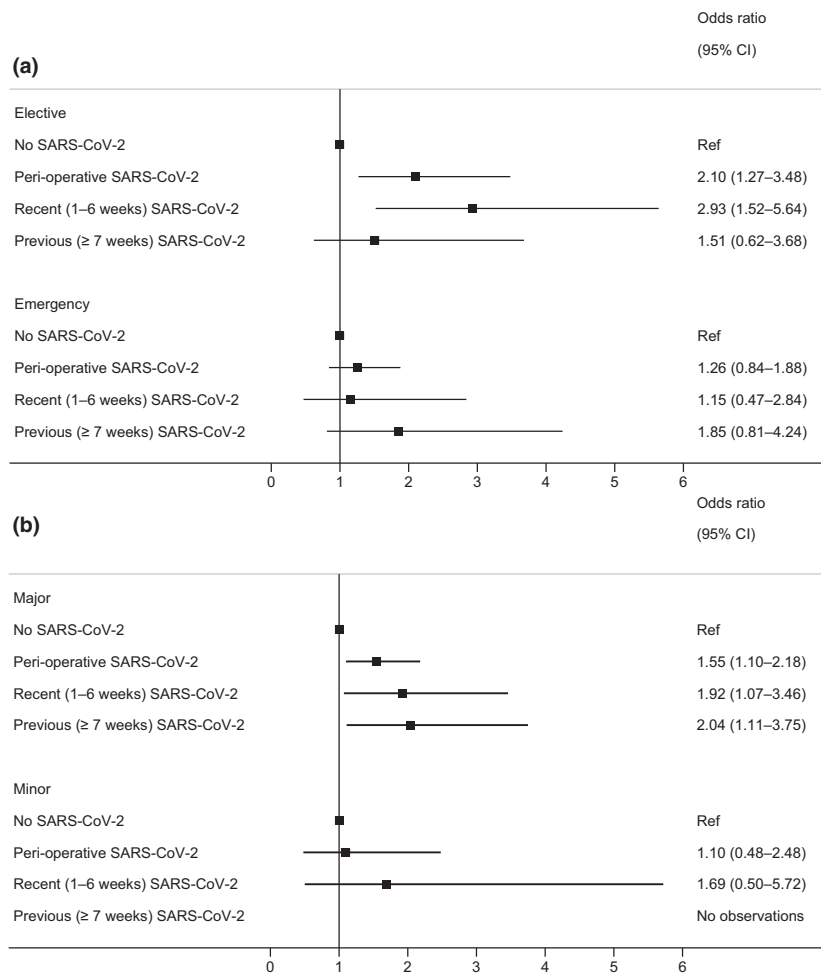 Odds ratio
(95% CI)
(a)
Elective
No SARS-CoV-2 Ref
Peri-operative SARS-CoV-2 2.10 (1.27–3.48)
Recent (1–6 weeks) SARS-CoV-2 2.93 (1.52–5.64)
Previous (≥ 7 weeks) SARS-CoV-2 1.51 (0.62–3.68)
Emergency
No SARS-CoV-2 Ref
Peri-operative SARS-CoV-2 1.26 (0.84–1.88)
Recent (1–6 weeks) SARS-CoV-2 1.15 (0.47–2.84)
Previous (≥ 7 weeks) SARS-CoV-2 1.85 (0.81–4.24)
0 1 2 3 4 5 6
Odds ratio
(95% CI)
(b)
Major
No SARS-CoV-2 Ref
Peri-operative SARS-CoV-2 1.55 (1.10–2.18)
Recent (1–6 weeks) SARS-CoV-2 1.92 (1.07–3.46)
Previous (≥ 7 weeks) SARS-CoV-2 2.04 (1.11–3.75)
Minor
No SARS-CoV-2 Ref
Peri-operative SARS-CoV-2 1.10 (0.48–2.48)
Recent (1–6 weeks) SARS-CoV-2 1.69 (0.50–5.72)
Previous (≥ 7 weeks) SARS-CoV-2 No observations
0 1 2 3 4 5 6